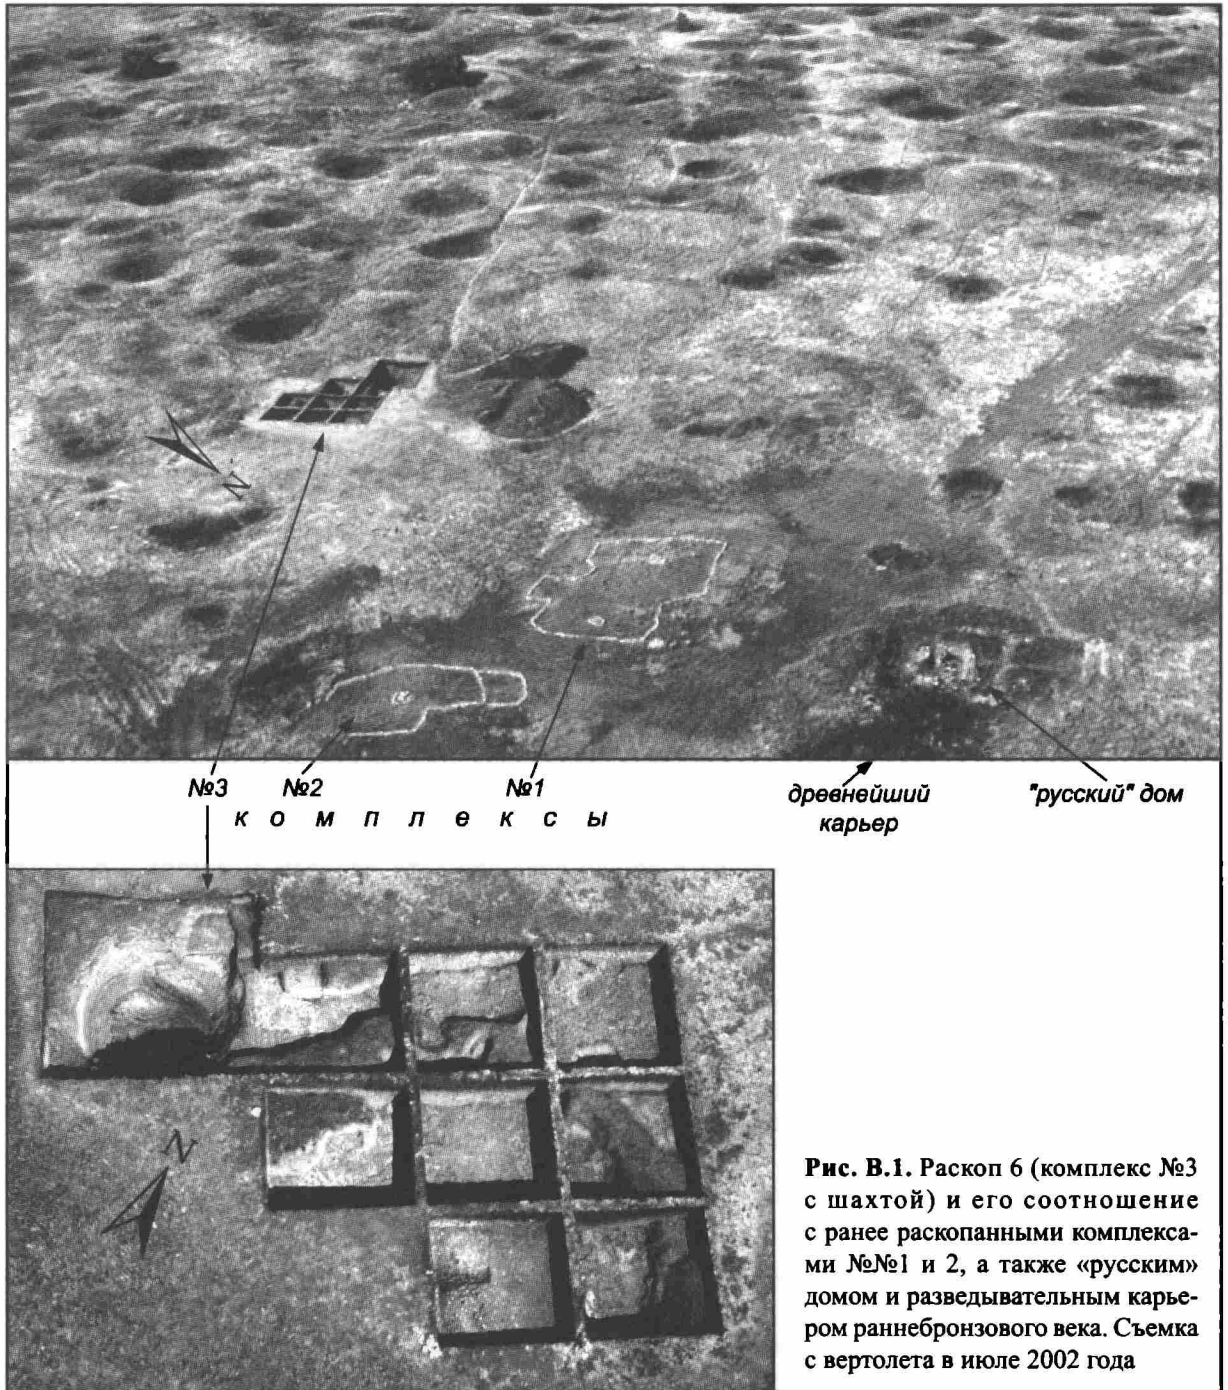 N
№3 №2 №1 древнейший "русский" дом
комплексы карьер
N
Рис. В.1. Раскоп 6 (комплекс №3
с шахтой) и его соотношение
с ранее раскопанными комплекса-
ми №№1 и 2, а также «русским»
домом и разведывательным карье-
ром раннебронзового века. Съемка
с вертолета в июле 2002 года